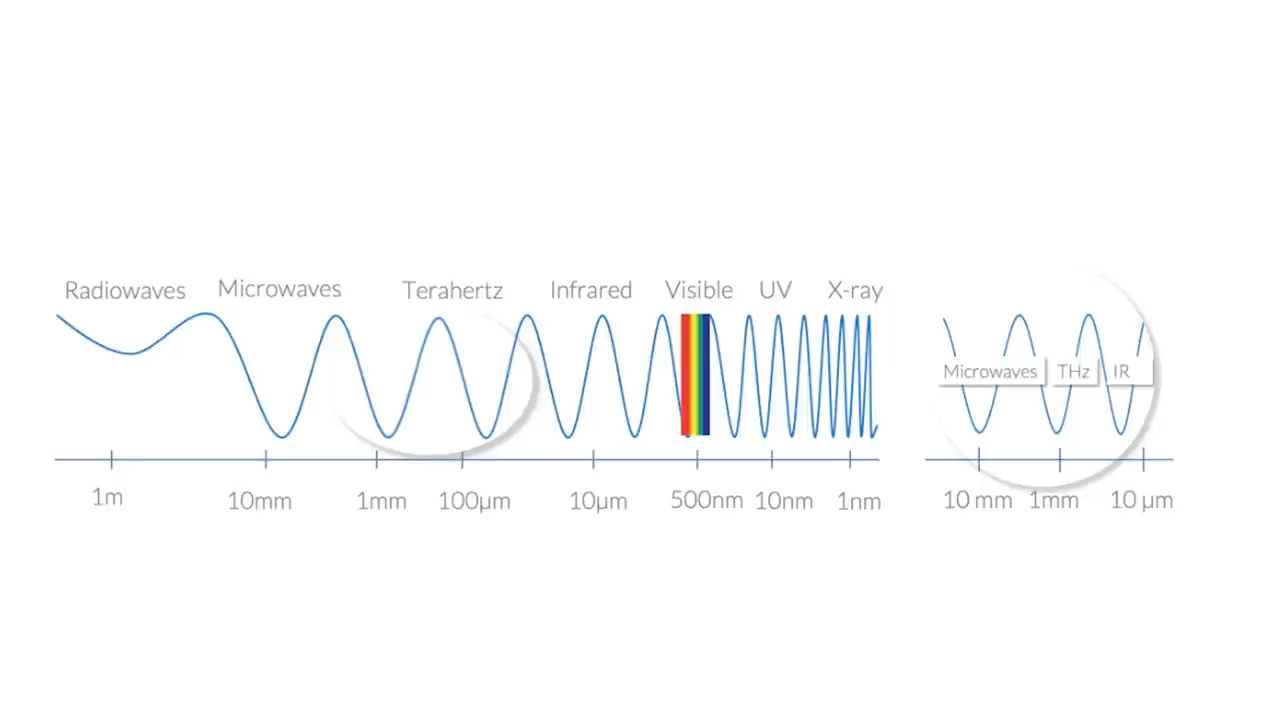 Radiowaves Microwaves Terahertz Infrared Visible UV X-ray
Microwaves THz IR
1m 10mm 1mm 100µm 10µm 500nm 10nm 1nm
10 mm 1mm 10 µm